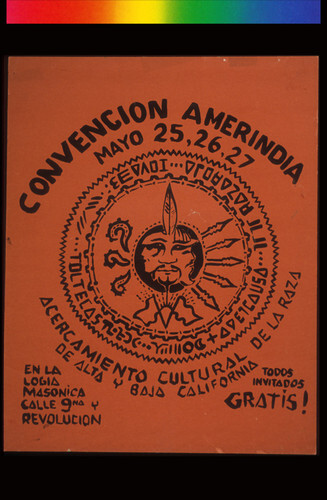 CONVENCION AMERINDIA
MAYO 25, 26, 27
TOLTECA
ACERCAMIENTO CULTURAL DE LA RAZA
DE ALTA Y BAJA CALIFORNIA
EN LA
LOGIA
MASONICA
CALLE 9na Y
REVOLUCION
TODOS
INVITADOS
GRATIS!